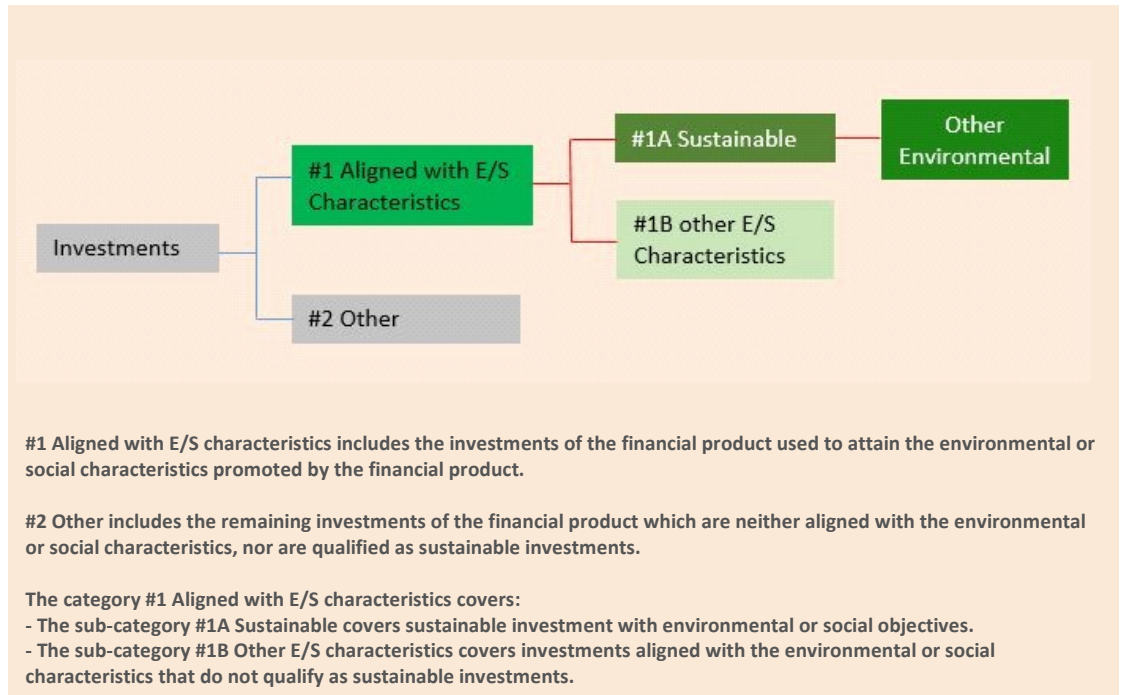 Investments
#1 Aligned with E/S
Characteristics
#2 Other
#1A Sustainable
#1B other E/S
Characteristics
Other
Environmental
#1 Aligned with E/S characteristics includes the investments of the financial product used to attain the environmental or
social characteristics promoted by the financial product.
#2 Other includes the remaining investments of the financial product which are neither aligned with the environmental
or social characteristics, nor are qualified as sustainable investments.
The category #1 Aligned with E/S characteristics covers:
- The sub-category #1A Sustainable covers sustainable investment with environmental or social objectives.
- The sub-category #1B Other E/S characteristics covers investments aligned with the environmental or social
characteristics that do not qualify as sustainable investments.